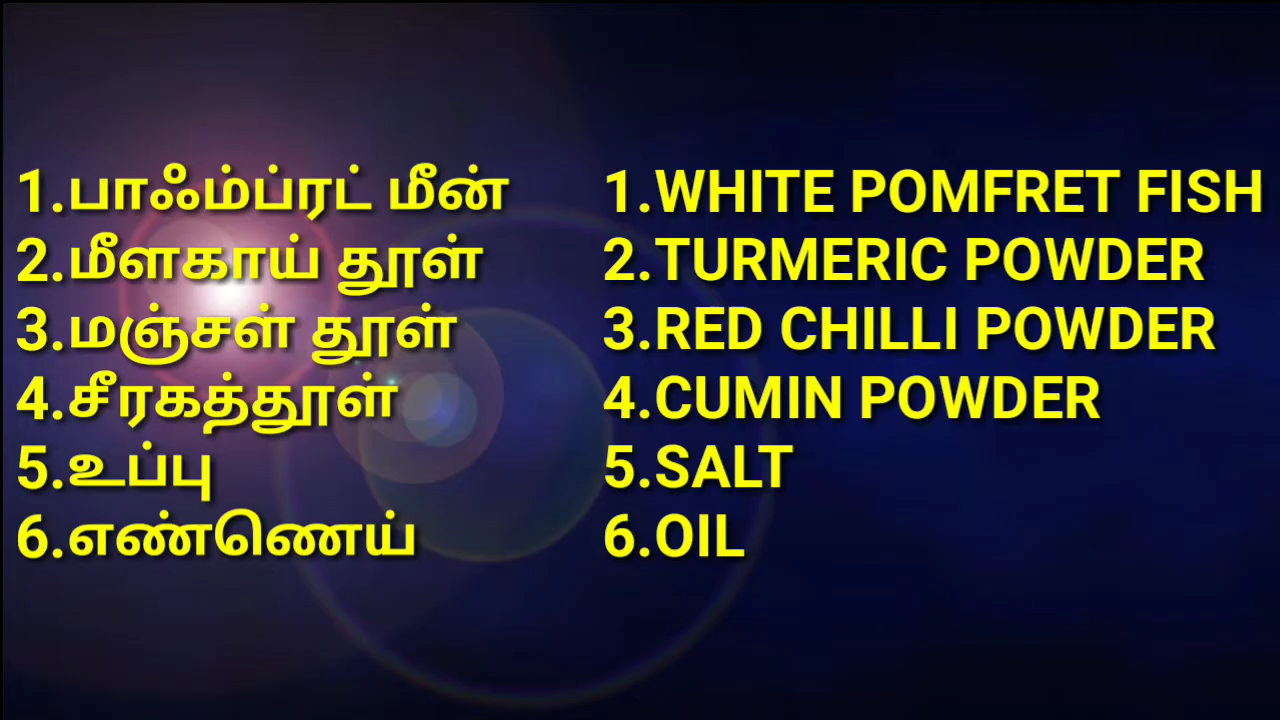 1.பாஃம்ப்ரட் மீன்
2.மீளகாய் தூள்
3.மஞ்சள் தூள்
4.சீரகத்தூள்
5.உப்பு
6.எண்ணெய்
1.WHITE POMFRET FISH
2.TURMERIC POWDER
3.RED CHILLI POWDER
4.CUMIN POWDER
5.SALT
6.OIL